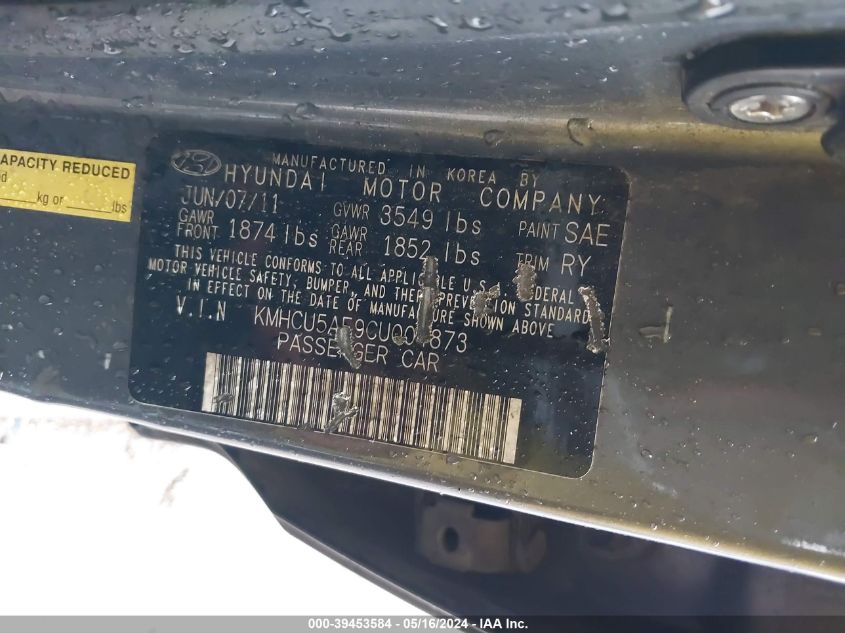 CAPACITY REDUCED
kg or lbs
MANUFACTURED IN KOREA BY
HYUNDAI MOTOR COMPANY
JUN/07/11 GVWR 3549 lbs PAINT SAE
GAWR FRONT 1874 lbs GAWR REAR 1852 lbs TRIM RY
THIS VEHICLE CONFORMS TO ALL APPLICABLE U.S. FEDERAL
MOTOR VEHICLE SAFETY, BUMPER, AND THEFT PREVENTION STANDARDS
IN EFFECT ON THE DATE OF MANUFACTURE SHOWN ABOVE
V.I.N
PASSENGER CAR
000-39453584 - 05/16/2024 - IAA Inc.